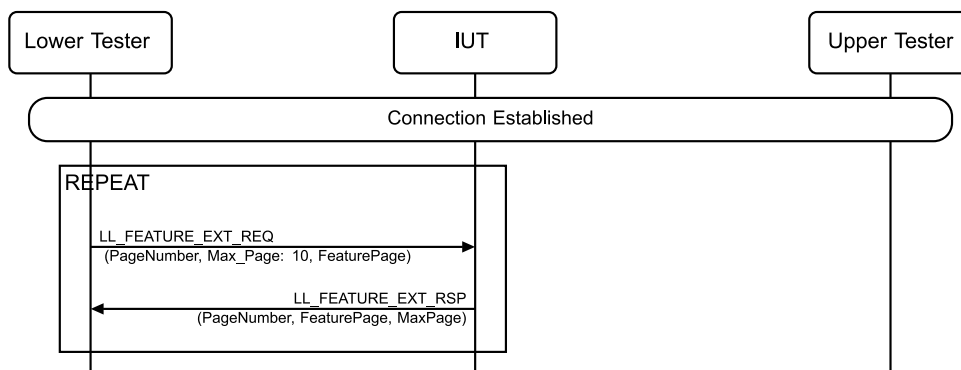 Lower Tester
IUT
Upper Tester
Connection Established
REPEAT
LL_FEATURE_EXT_REQ
(PageNumber, Max_Page: 10, FeaturePage)
LL_FEATURE_EXT_RSP
(PageNumber, FeaturePage, MaxPage)